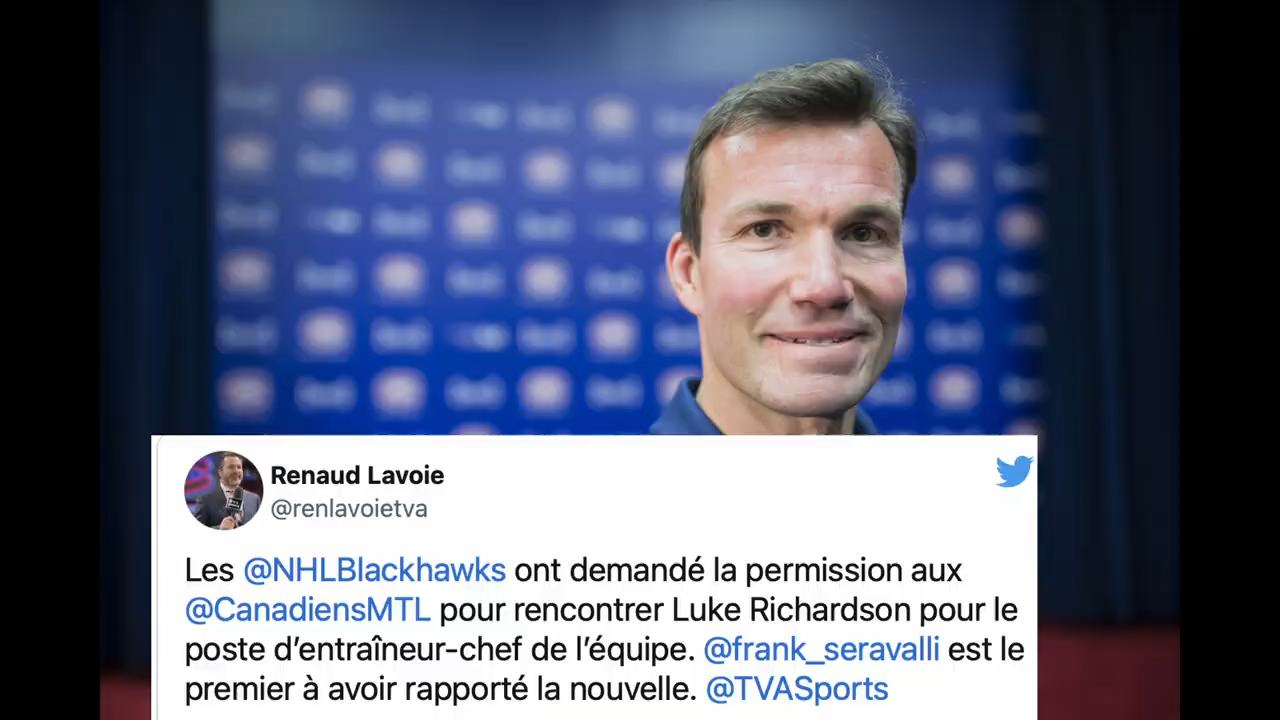 Renaud Lavoie
@renlavoietva
Les @NHLBlackhawks ont demandé la permission aux
@CanadiensMTL pour rencontrer Luke Richardson pour le
poste d’entraîneur-chef de l’équipe. @frank_seravalli est le
premier à avoir rapporté la nouvelle. @TVASports